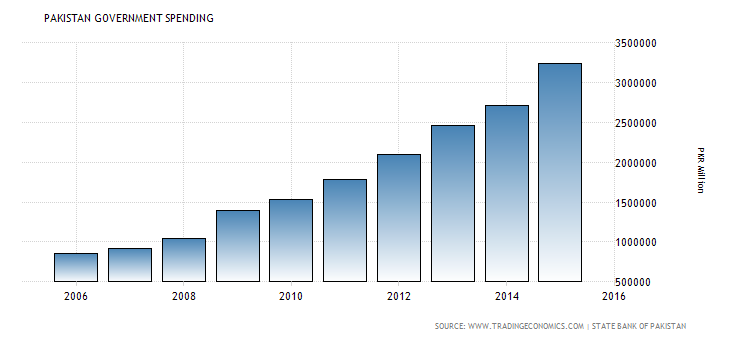 PAKISTAN GOVERNMENT SPENDING
3500000
3000000
2500000
2000000
1500000
1000000
500000
PKR Million
2006 2008 2010 2012 2014 2016
SOURCE: WWW.TRADINGECONOMICS.COM | STATE BANK OF PAKISTAN